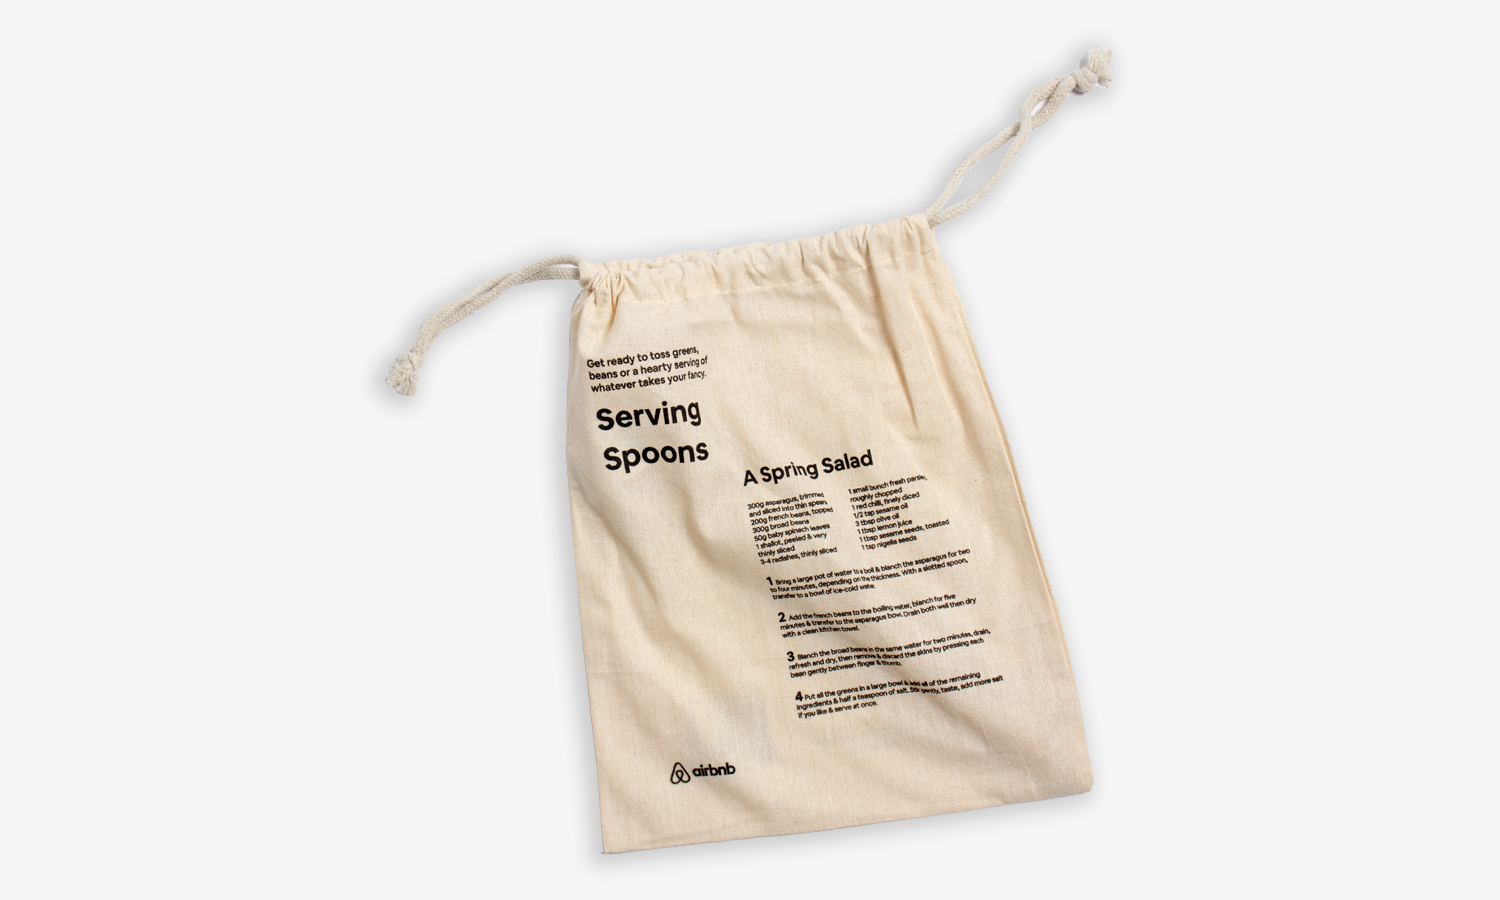 Get ready to toss greens,
beans or a hearty serving of
whatever takes your fancy.
Serving
Spoons
A Spring Salad
300g asparagus, trimmed
and sliced into thin spears
200g french beans, topped
300g broad beans
50g baby spinach leaves
1 shallot, peeled & very
thinly sliced
3-4 radishes, thinly sliced
1 small bunch fresh parsley,
roughly chopped
1 red chilli, finely diced
1/2 tsp sesame oil
3 tbsp olive oil
1 tbsp lemon juice
1 tbsp sesame seeds, toasted
1 tsp nigella seeds
1 Bring a large pot of water to a boil & blanch the asparagus for two
to four minutes, depending on the thickness. With a slotted spoon,
transfer to a bowl of ice-cold water.
2 Add the french beans to the boiling water, blanch for five
minutes & transfer to the asparagus bowl. Drain both well then dry
with a clean kitchen towel.
3 Blanch the broad beans in the same water for two minutes, drain,
refresh and dry, then remove & discard the skins by pressing each
bean gently between finger & thumb.
4 Put all the greens in a large bowl & add all of the remaining
ingredients & half a teaspoon of salt. Stir gently, taste, add more salt
if you like & serve at once.
airbnb